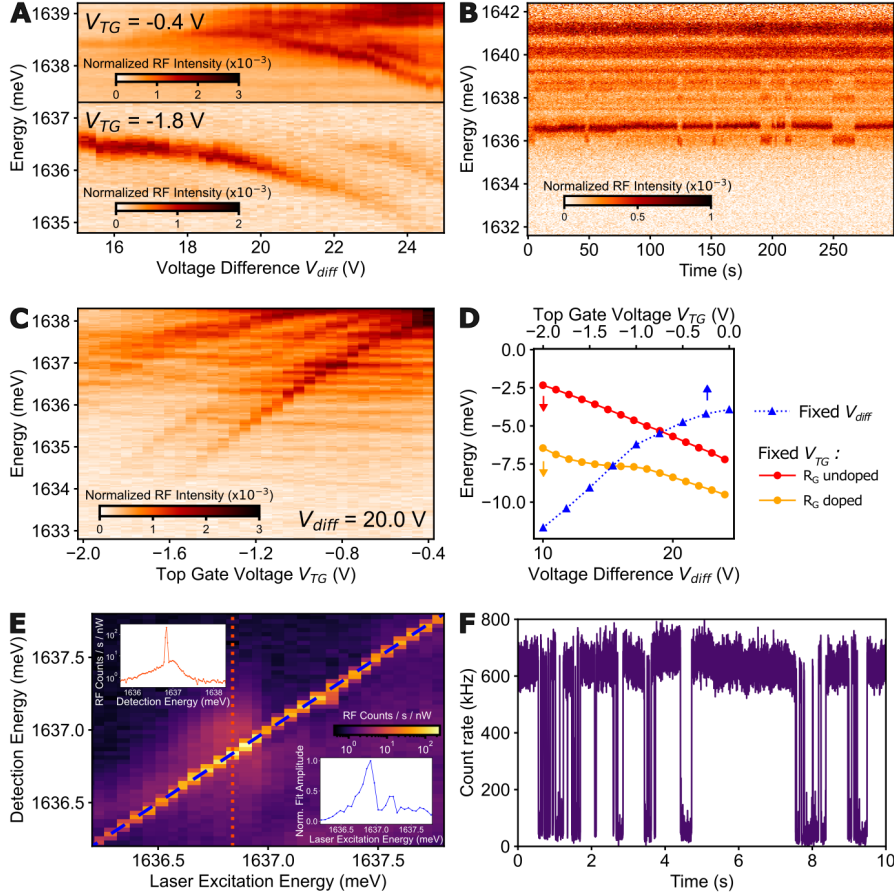 A
V_TG = -0.4 V
Normalized RF Intensity (x10⁻³)
0 1 2 3
1639
1638
V_TG = -1.8 V
Normalized RF Intensity (x10⁻³)
0 1 2
1637
1636
1635
Energy (meV)
16 18 20 22 24
Voltage Difference V_diff (V)
B
1642
1640
1638
1636
1634
1632
Energy (meV)
Normalized RF Intensity (x10⁻³)
0 0.5 1
0 50 100 150 200 250
Time (s)
C
1638
1637
1636
1635
1634
1633
Energy (meV)
Normalized RF Intensity (x10⁻³)
0 1 2 3
V_diff = 20.0 V
−2.0 −1.6 −1.2 −0.8 −0.4
Top Gate Voltage V_TG (V)
D
Top Gate Voltage V_TG (V)
−2.0 −1.5 −1.0 −0.5 0.0
0.0
−2.5
−5.0
−7.5
−10.0
Energy (meV)
10 20
Voltage Difference V_diff (V)
Fixed V_diff
Fixed V_TG :
R_G undoped
R_G doped
E
1637.5
1637.0
1636.5
Detection Energy (meV)
RF Counts / s / nW
10² 10¹ 10⁰
1636 1637 1638
Detection Energy (meV)
RF Counts / s / nW
10⁰ 10¹ 10²
Norm. Fit Amplitude
1.0
0.5
0.0
1636.5 1637.0 1637.5
Laser Excitation Energy (meV)
1636.5 1637.0 1637.5
Laser Excitation Energy (meV)
F
800
600
400
200
0
Count rate (kHz)
0 2 4 6 8 10
Time (s)